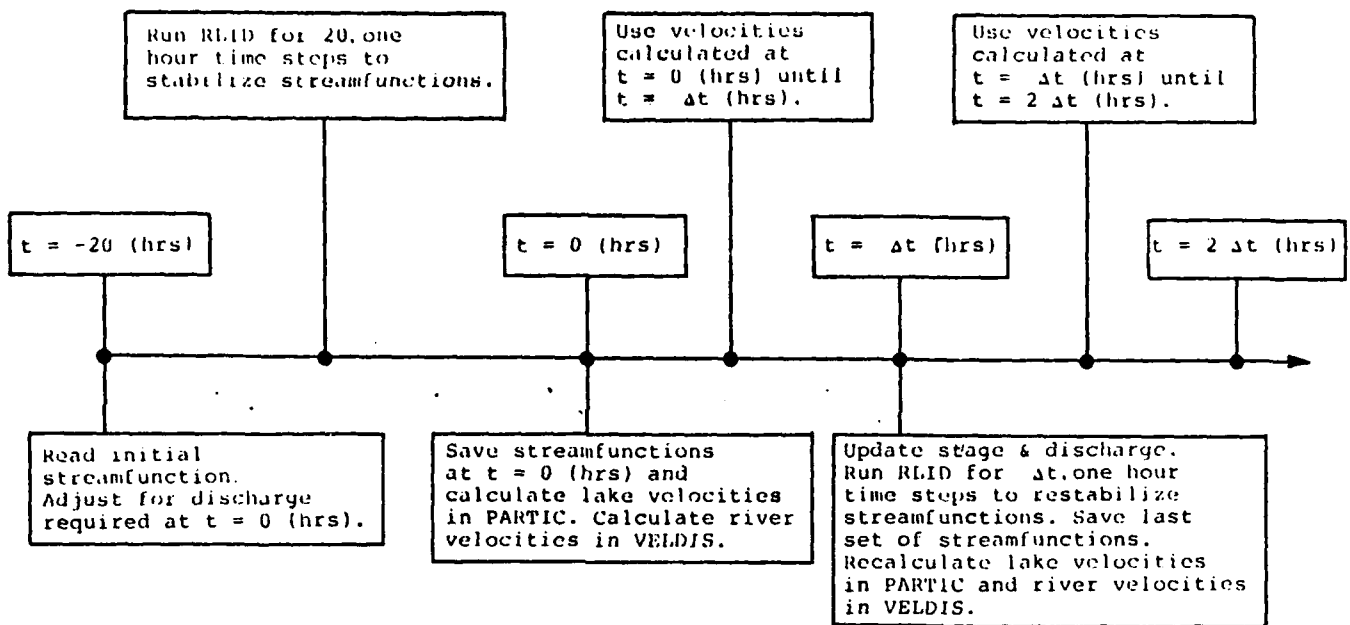 Run RLID for 20, one
hour time steps to
stabilize streamfunctions.
Use velocities
calculated at
t = 0 (hrs) until
t = Δt (hrs).
Use velocities
calculated at
t = Δt (hrs) until
t = 2 Δt (hrs).
t = -20 (hrs)
t = 0 (hrs)
t = Δt (hrs)
t = 2 Δt (hrs)
Read initial
streamfunction.
Adjust for discharge
required at t = 0 (hrs).
Save streamfunctions
at t = 0 (hrs) and
calculate lake velocities
in PARTIC. Calculate river
velocities in VELDIS.
Update stage & discharge.
Run RLID for Δt, one hour
time steps to restabilize
streamfunctions. Save last
set of streamfunctions.
Recalculate lake velocities
in PARTIC and river velocities
in VELDIS.